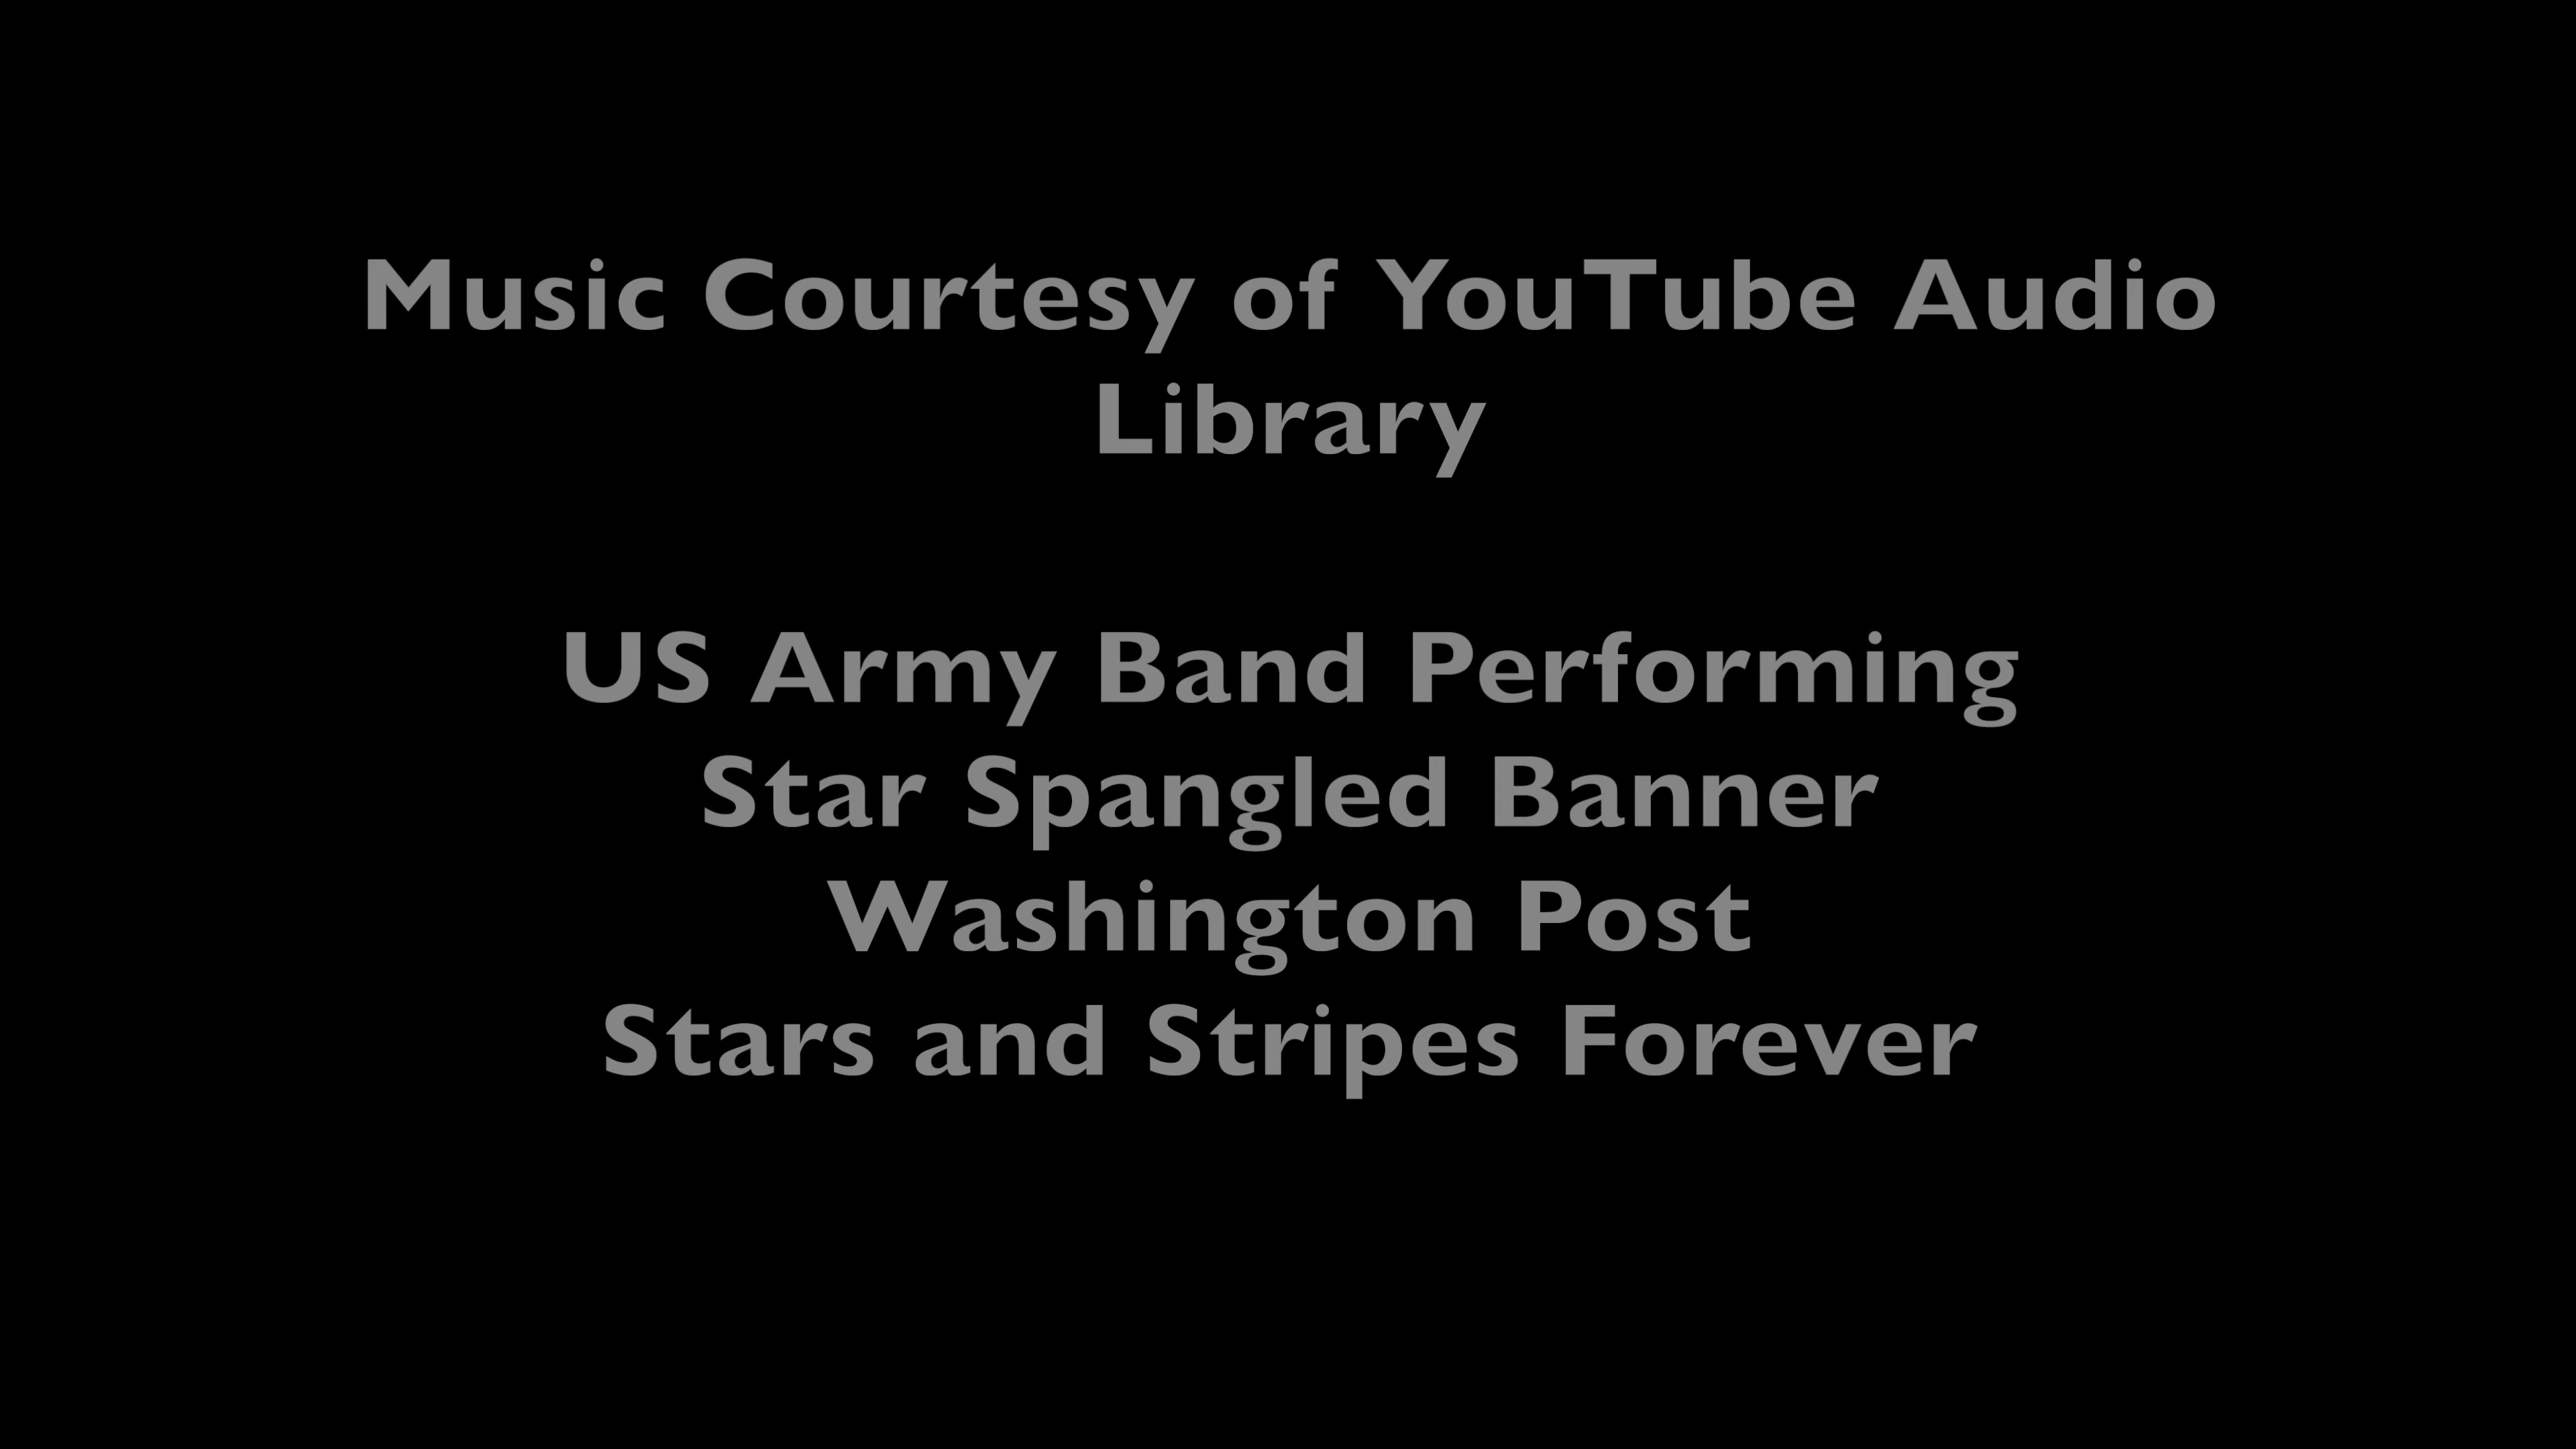 Music Courtesy of YouTube Audio
Library
US Army Band Performing
Star Spangled Banner
Washington Post
Stars and Stripes Forever